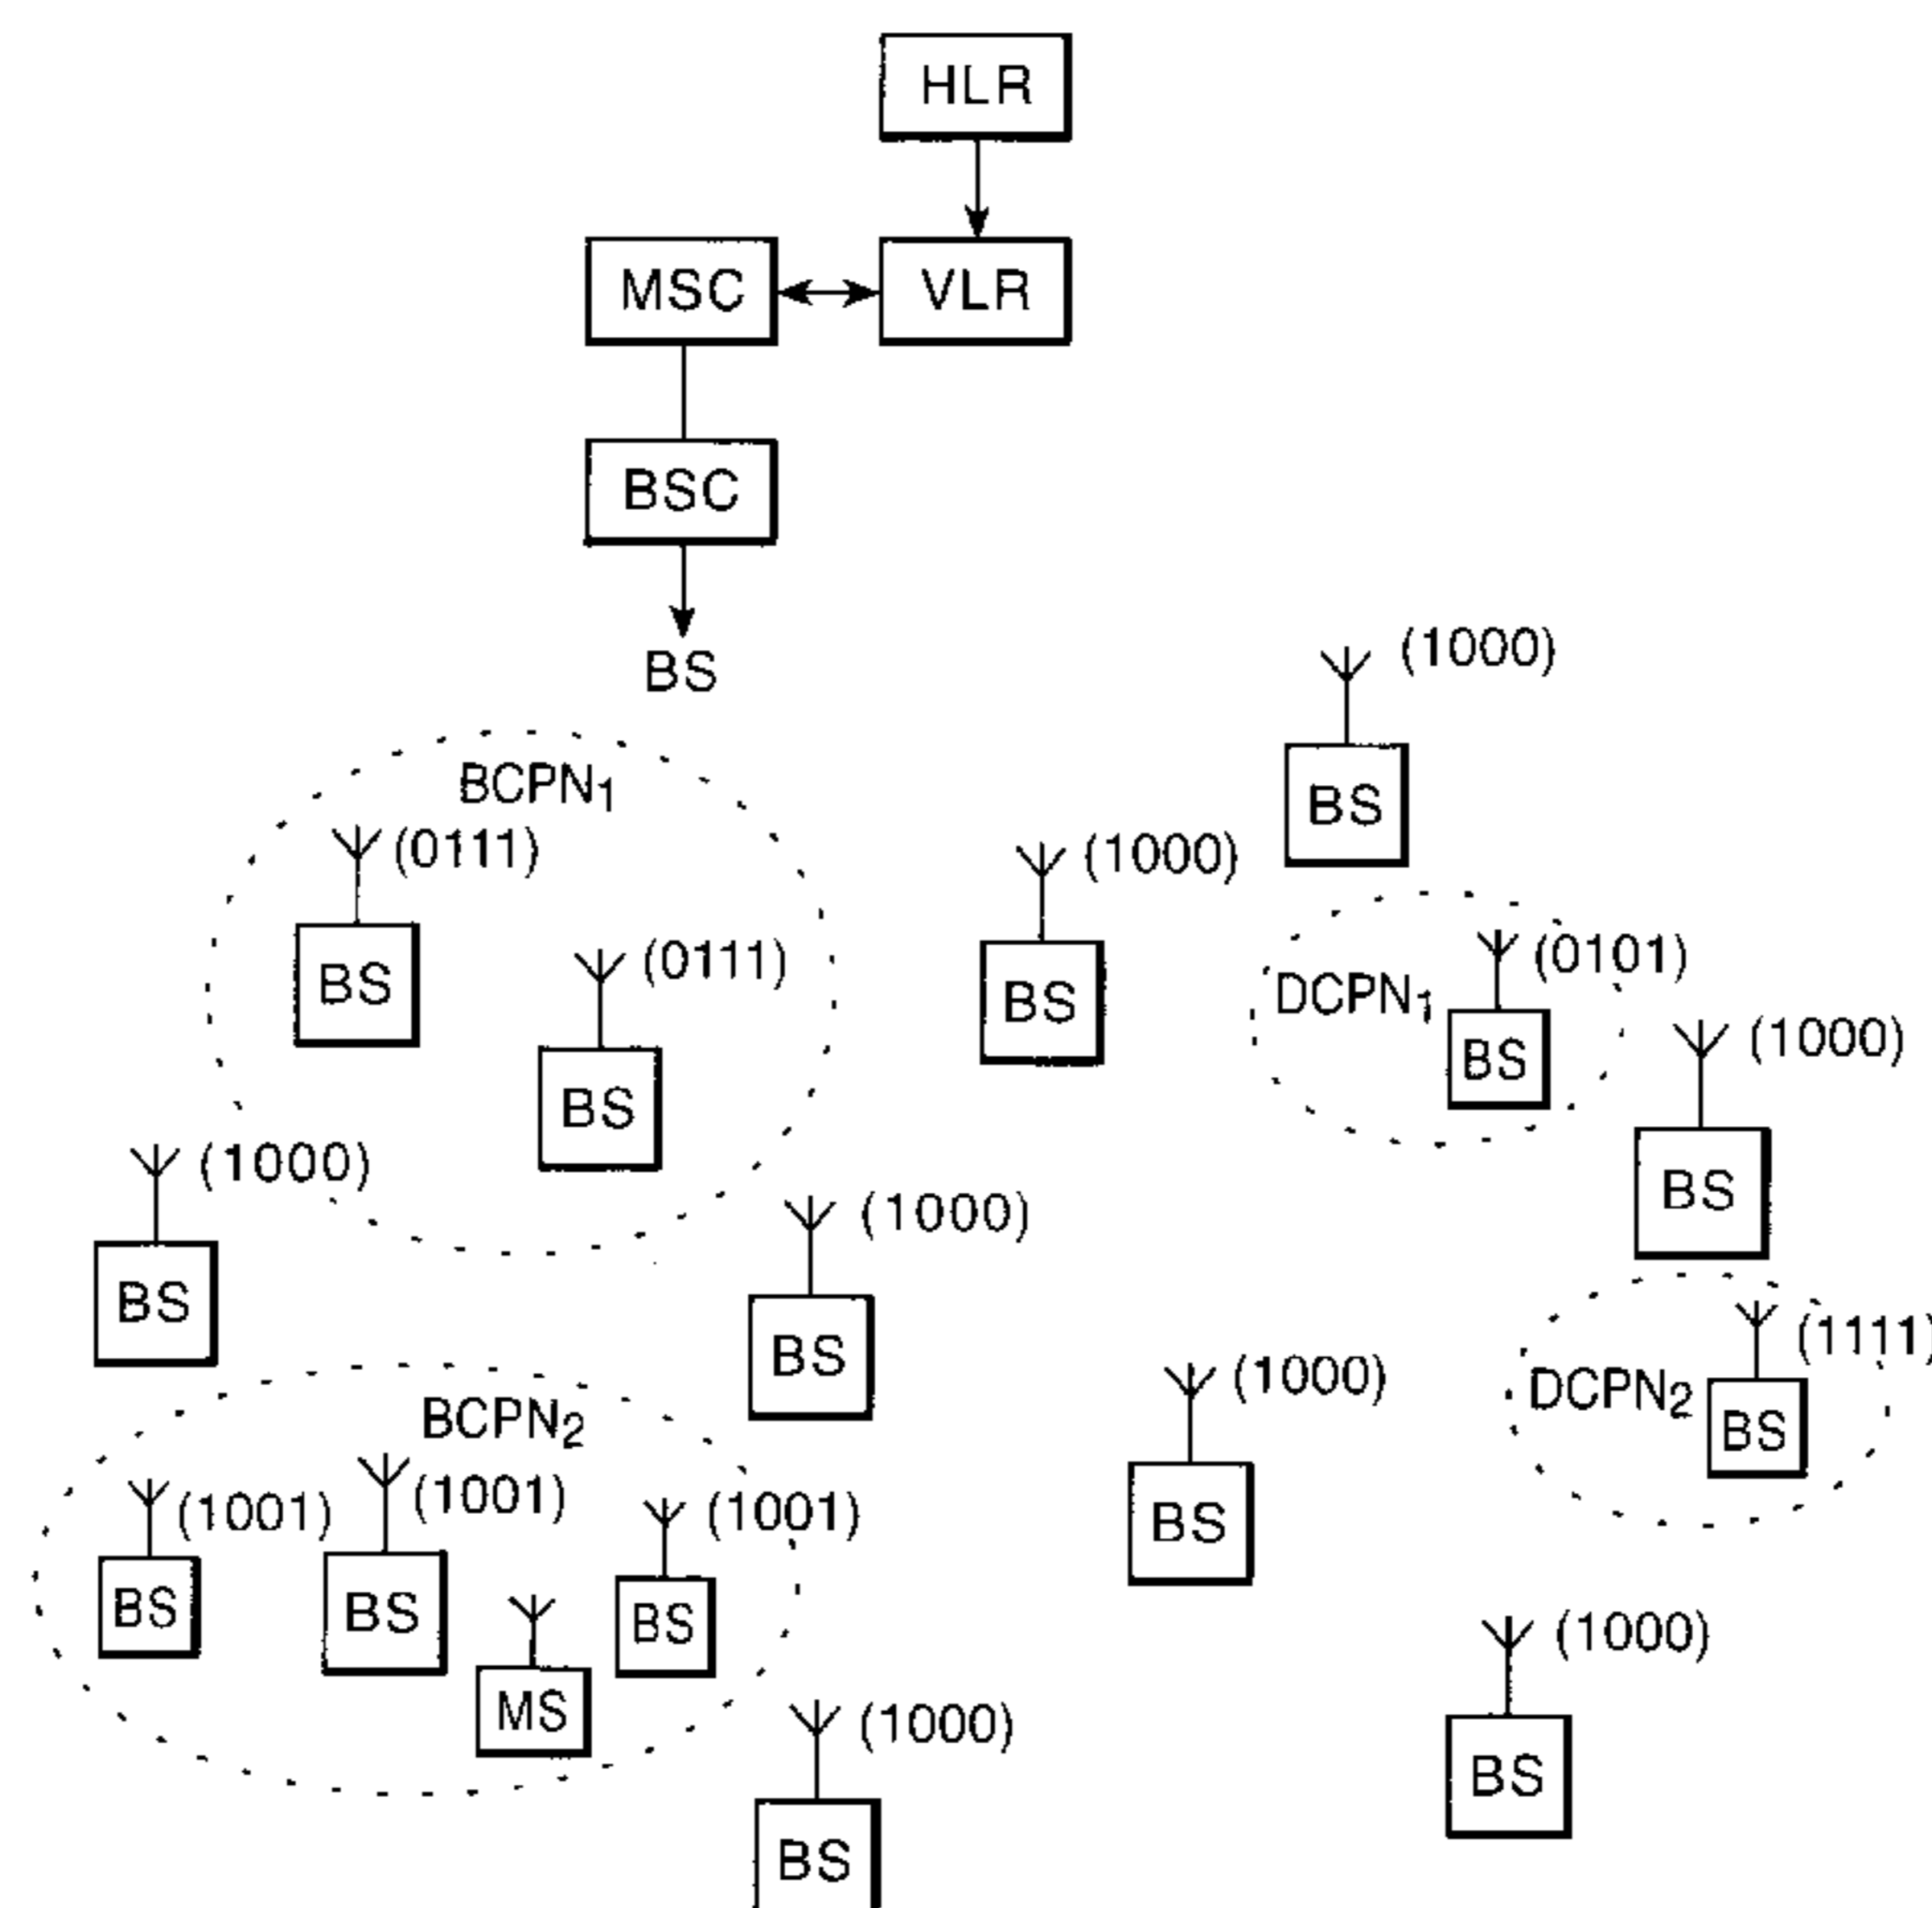 HLR
MSC
VLR
BSC
BS
(1000)
BS
BCPN1
(0111)
BS
(0111)
BS
(1000)
BS
DCPN1
(0101)
BS
(1000)
BS
(1000)
BS
(1000)
BS
DCPN2
(1111)
BS
(1000)
BS
BCPN2
(1001)
BS
(1001)
BS
(1001)
BS
MS
(1000)
BS
(1000)
BS